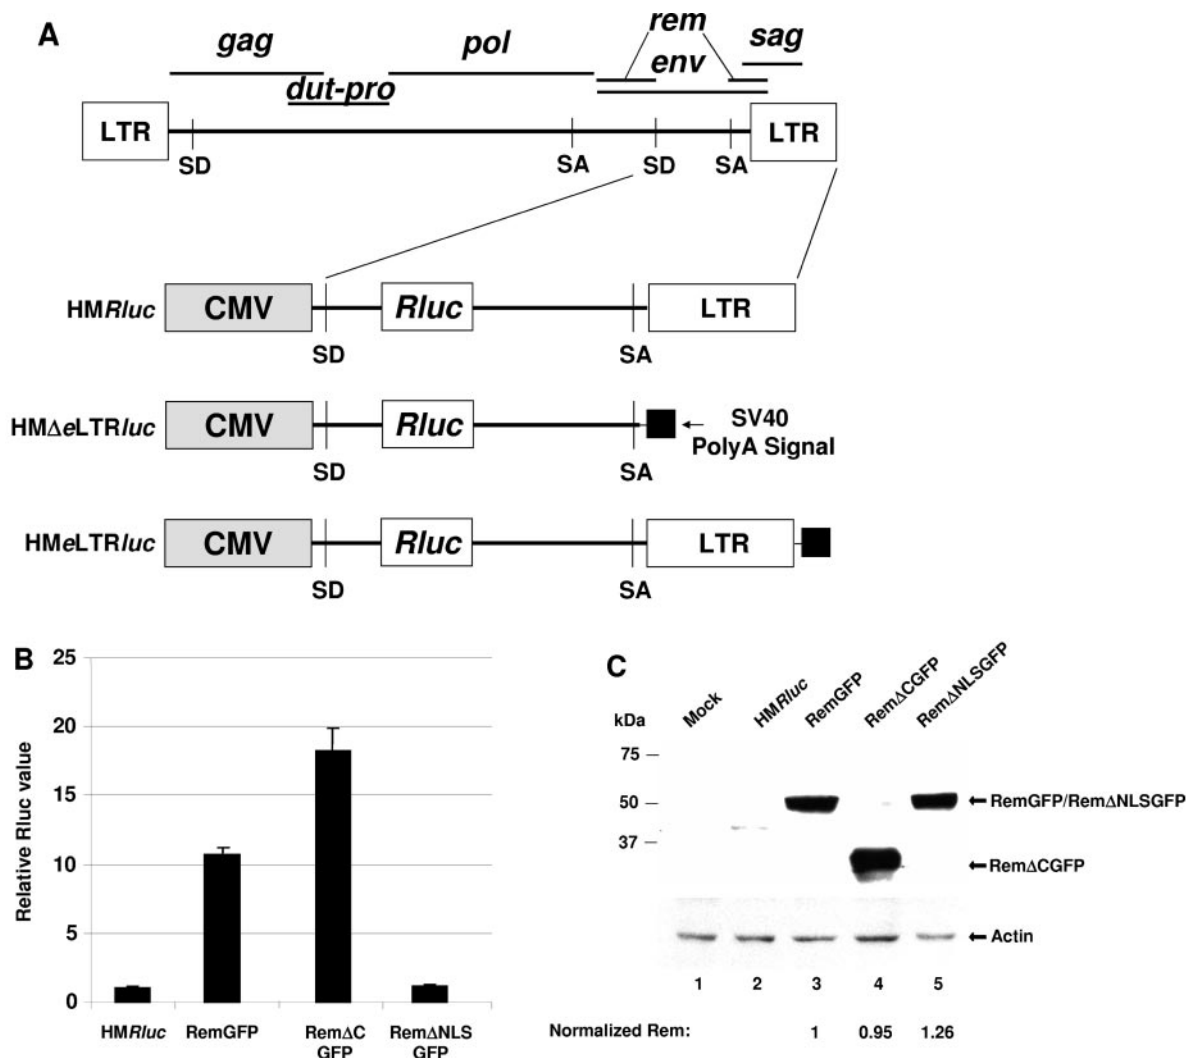 A
gag
pol
rem
env
sag
dut-pro
LTR
LTR
SD
SA
SD
SA
HMRluc
CMV
Rluc
LTR
SD
SA
HMΔeLTRluc
CMV
Rluc
SV40
PolyA Signal
SD
SA
HMeLTRluc
CMV
Rluc
LTR
SD
SA
B
Relative Rluc value
25
20
15
10
5
0
HMRluc
RemGFP
RemΔC
GFP
RemΔNLS
GFP
C
kDa
Mock
HMRluc
RemGFP
RemΔCGFP
RemΔNLSGFP
75
50
37
RemGFP/RemΔNLSGFP
RemΔCGFP
Actin
1 2 3 4 5
Normalized Rem: 1 0.95 1.26